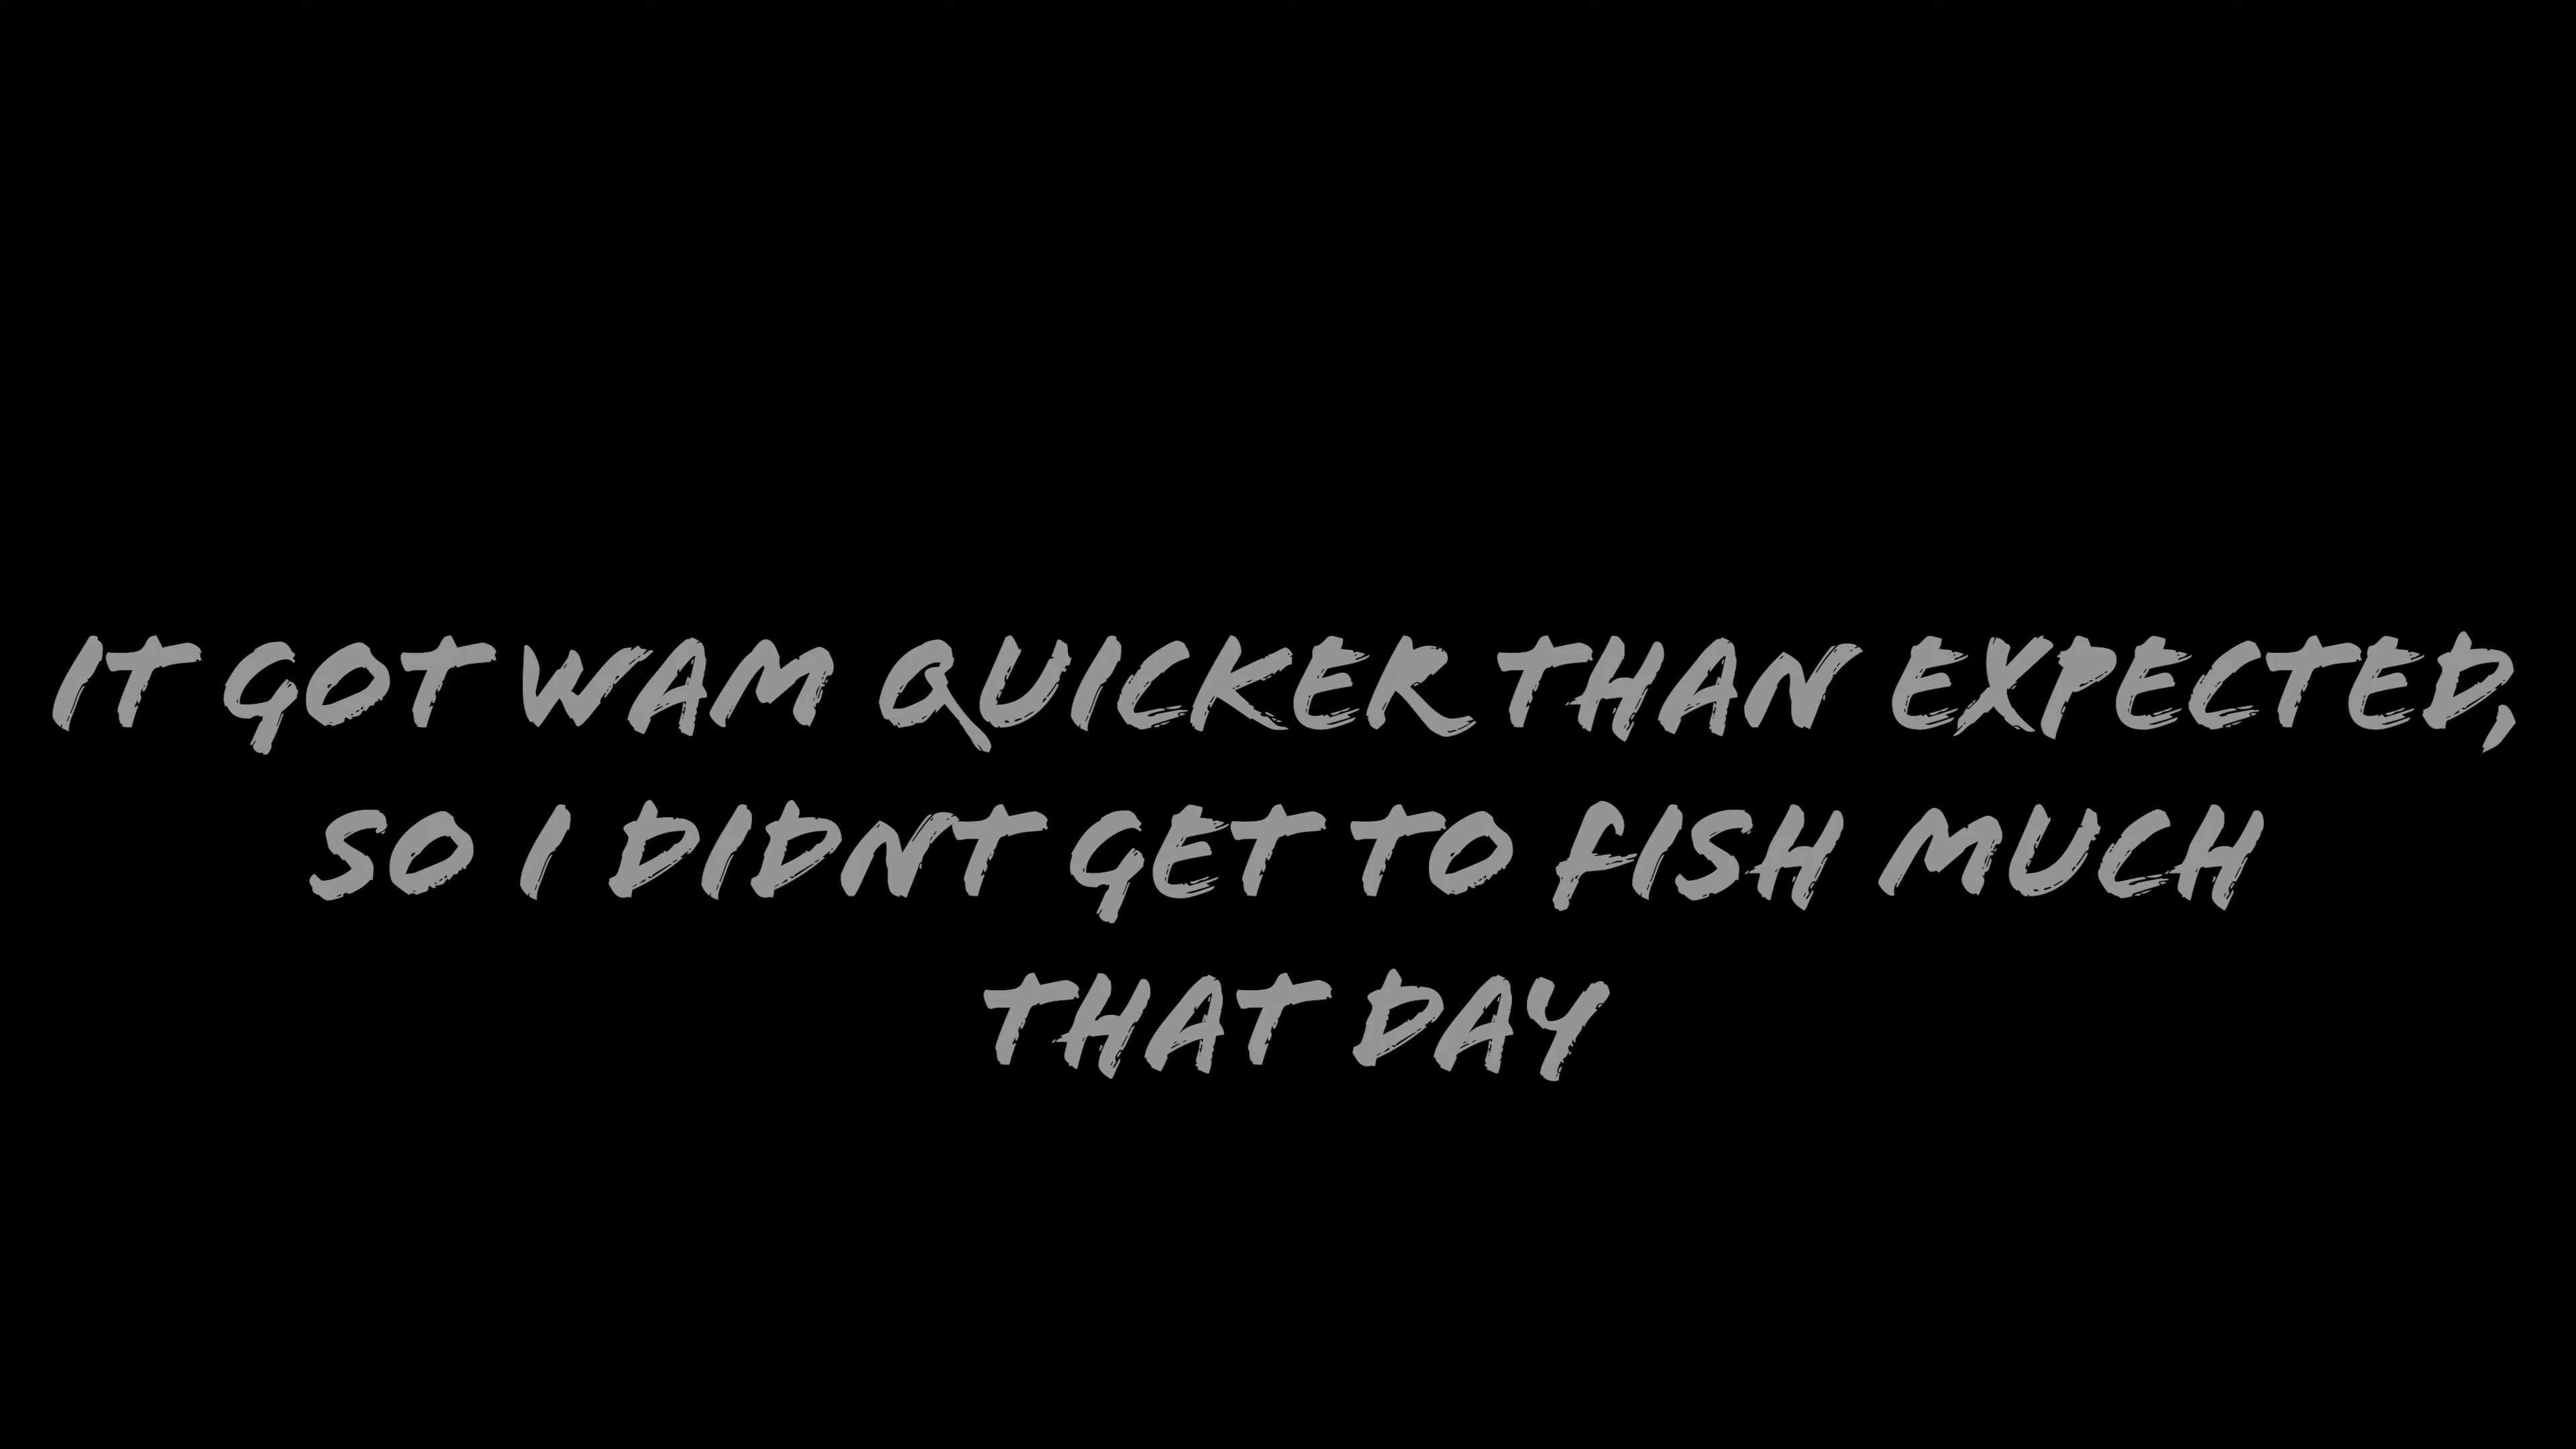 IT GOT WAM QUICKER THAN EXPECTED,
SO I DIDNT GET TO FISH MUCH
THAT DAY